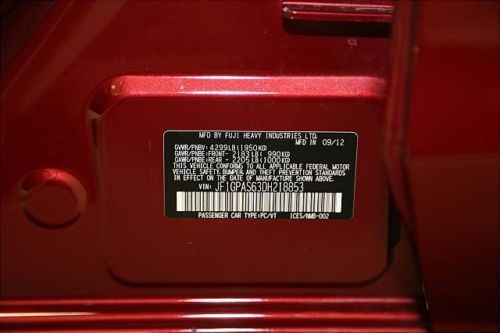 MFD BY FUJI HEAVY INDUSTRIES LTD.
MFD IN 09/12
GVWR/PNBV: 4299LB(1950KG)
GAWR/PNBE:FRONT- 2183LB( 990KG)
GAWR/PNBE:REAR - 2205LB(1000KG)
THIS VEHICLE CONFORMS TO ALL APPLICABLE
FEDERAL AND CANADA MOTOR VEHICLE
SAFETY, BUMPER AND THEFT PREVENTION STANDARDS
IN EFFECT ON THE DATE OF
MANUFACTURE SHOWN ABOVE.
VIN: JF1GPAS63DH218853
PASSENGER CAR TYPE:PC/VT ICES/NMB-002